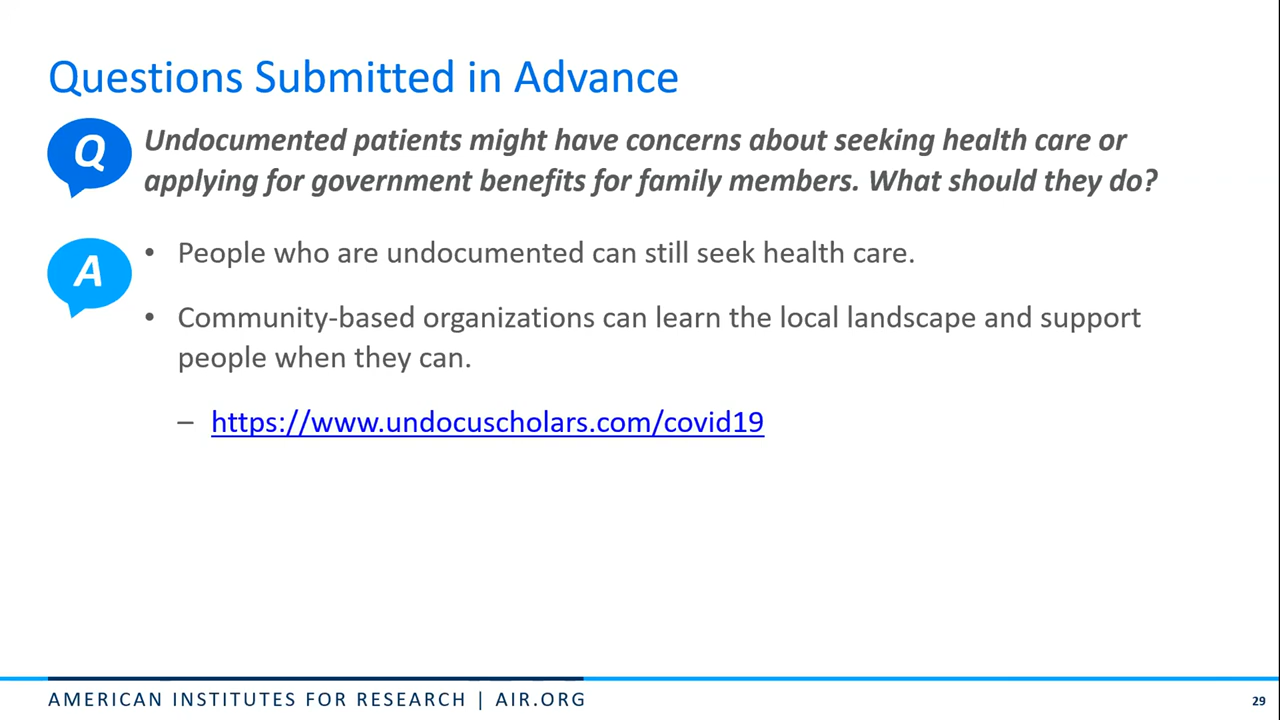 Questions Submitted in Advance
Q
Undocumented patients might have concerns about seeking health care or
applying for government benefits for family members. What should they do?
A
• People who are undocumented can still seek health care.
• Community-based organizations can learn the local landscape and support
people when they can.
– https://www.undocuscholars.com/covid19
AMERICAN INSTITUTES FOR RESEARCH | AIR.ORG
29